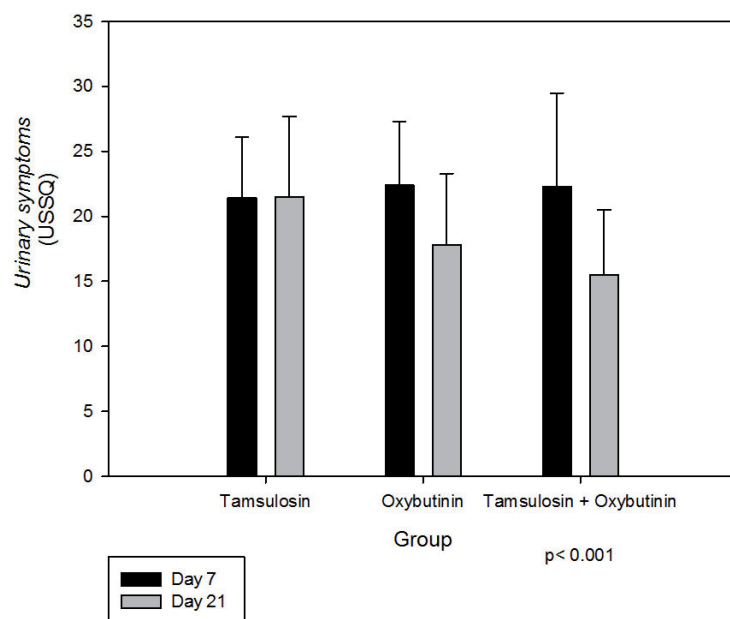 35
30
25
20
15
10
5
0
Urinary symptoms
(USSQ)
Tamsulosin Oxybutinin Tamsulosin + Oxybutinin
Group
p< 0.001
Day 7
Day 21